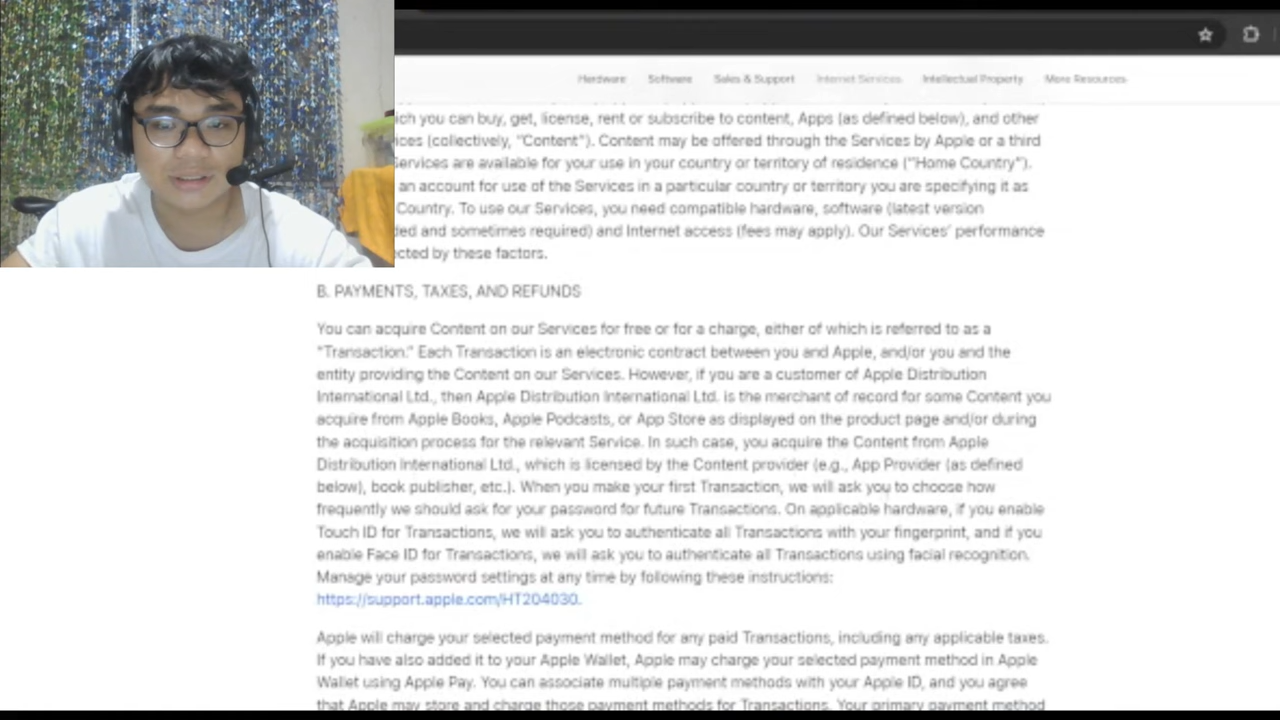 Hardware Software Sales & Support Internet Services Intellectual Property More Resources
ich you can buy, get, license, rent or subscribe to content, Apps (as defined below), and other
ices (collectively, "Content"). Content may be offered through the Services by Apple or a third
Services are available for your use in your country or territory of residence ("Home Country").
an account for use of the Services in a particular country or territory you are specifying it as
Country. To use our Services, you need compatible hardware, software (latest version
ded and sometimes required) and Internet access (fees may apply). Our Services' performance
cted by these factors.
B. PAYMENTS, TAXES, AND REFUNDS
You can acquire Content on our Services for free or for a charge, either of which is referred to as a
"Transaction." Each Transaction is an electronic contract between you and Apple, and/or you and the
entity providing the Content on our Services. However, if you are a customer of Apple Distribution
International Ltd., then Apple Distribution International Ltd. is the merchant of record for some Content you
acquire from Apple Books, Apple Podcasts, or App Store as displayed on the product page and/or during
the acquisition process for the relevant Service. In such case, you acquire the Content from Apple
Distribution International Ltd., which is licensed by the Content provider (e.g., App Provider (as defined
below), book publisher, etc.). When you make your first Transaction, we will ask you to choose how
frequently we should ask for your password for future Transactions. On applicable hardware, if you enable
Touch ID for Transactions, we will ask you to authenticate all Transactions with your fingerprint, and if you
enable Face ID for Transactions, we will ask you to authenticate all Transactions using facial recognition.
Manage your password settings at any time by following these instructions:
https://support.apple.com/HT204030.
Apple will charge your selected payment method for any paid Transactions, including any applicable taxes.
If you have also added it to your Apple Wallet, Apple may charge your selected payment method in Apple
Wallet using Apple Pay. You can associate multiple payment methods with your Apple ID, and you agree
that Apple may store and charge those payment methods for Transactions. Your primary payment method